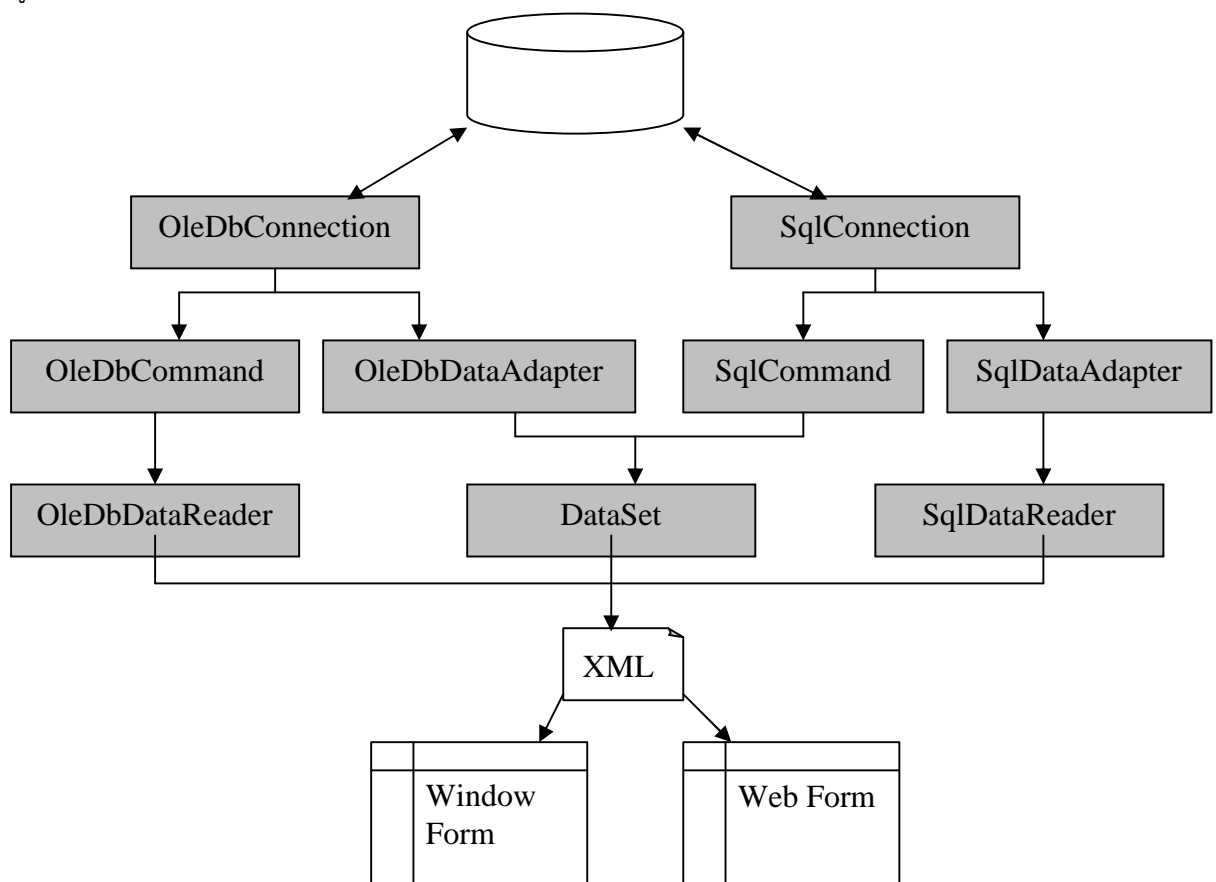 OleDbConnection
SqlConnection
OleDbCommand
OleDbDataAdapter
SqlCommand
SqlDataAdapter
OleDbDataReader
DataSet
SqlDataReader
XML
Window
Form
Web Form